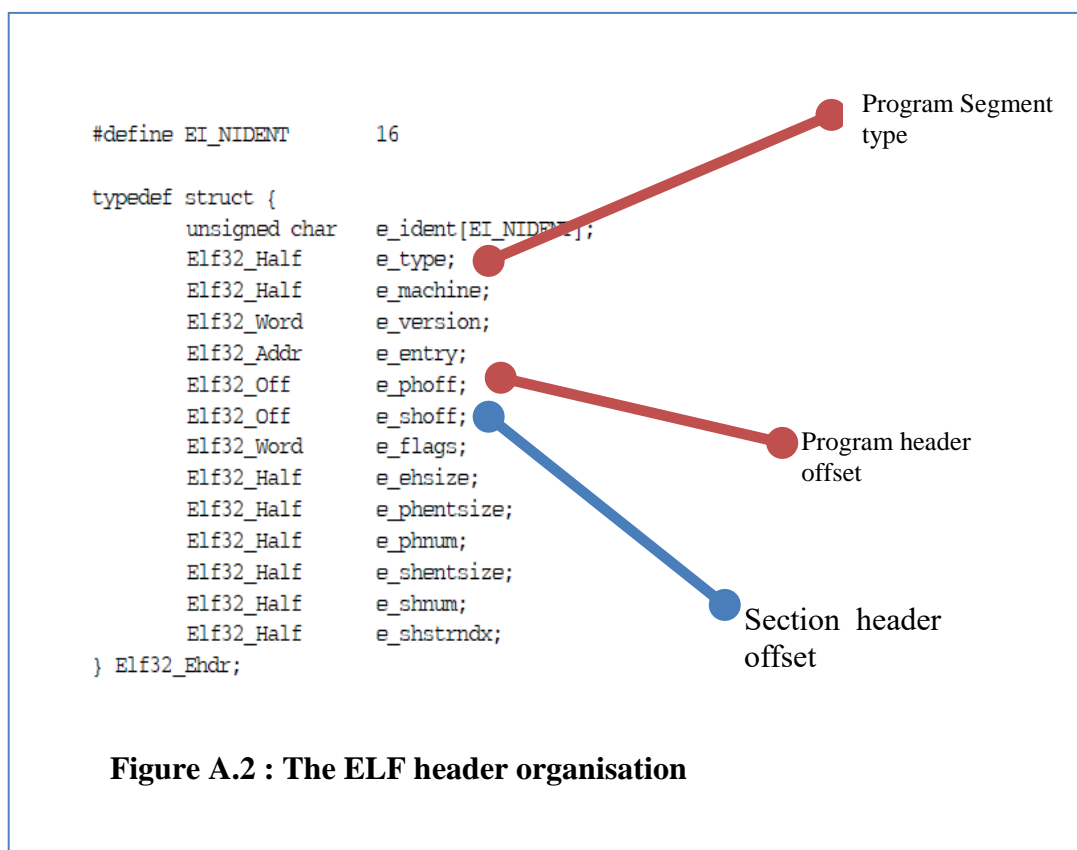 #define EI_NIDENT 16
typedef struct {
unsigned char e_ident[EI_NIDENT];
Elf32_Half e_type;
Elf32_Half e_machine;
Elf32_Word e_version;
Elf32_Addr e_entry;
Elf32_Off e_phoff;
Elf32_Off e_shoff;
Elf32_Word e_flags;
Elf32_Half e_ehsize;
Elf32_Half e_phentsize;
Elf32_Half e_phnum;
Elf32_Half e_shentsize;
Elf32_Half e_shnum;
Elf32_Half e_shstrndx;
} Elf32_Ehdr;
Program Segment
type
Program header
offset
Section header
offset
Figure A.2 : The ELF header organisation